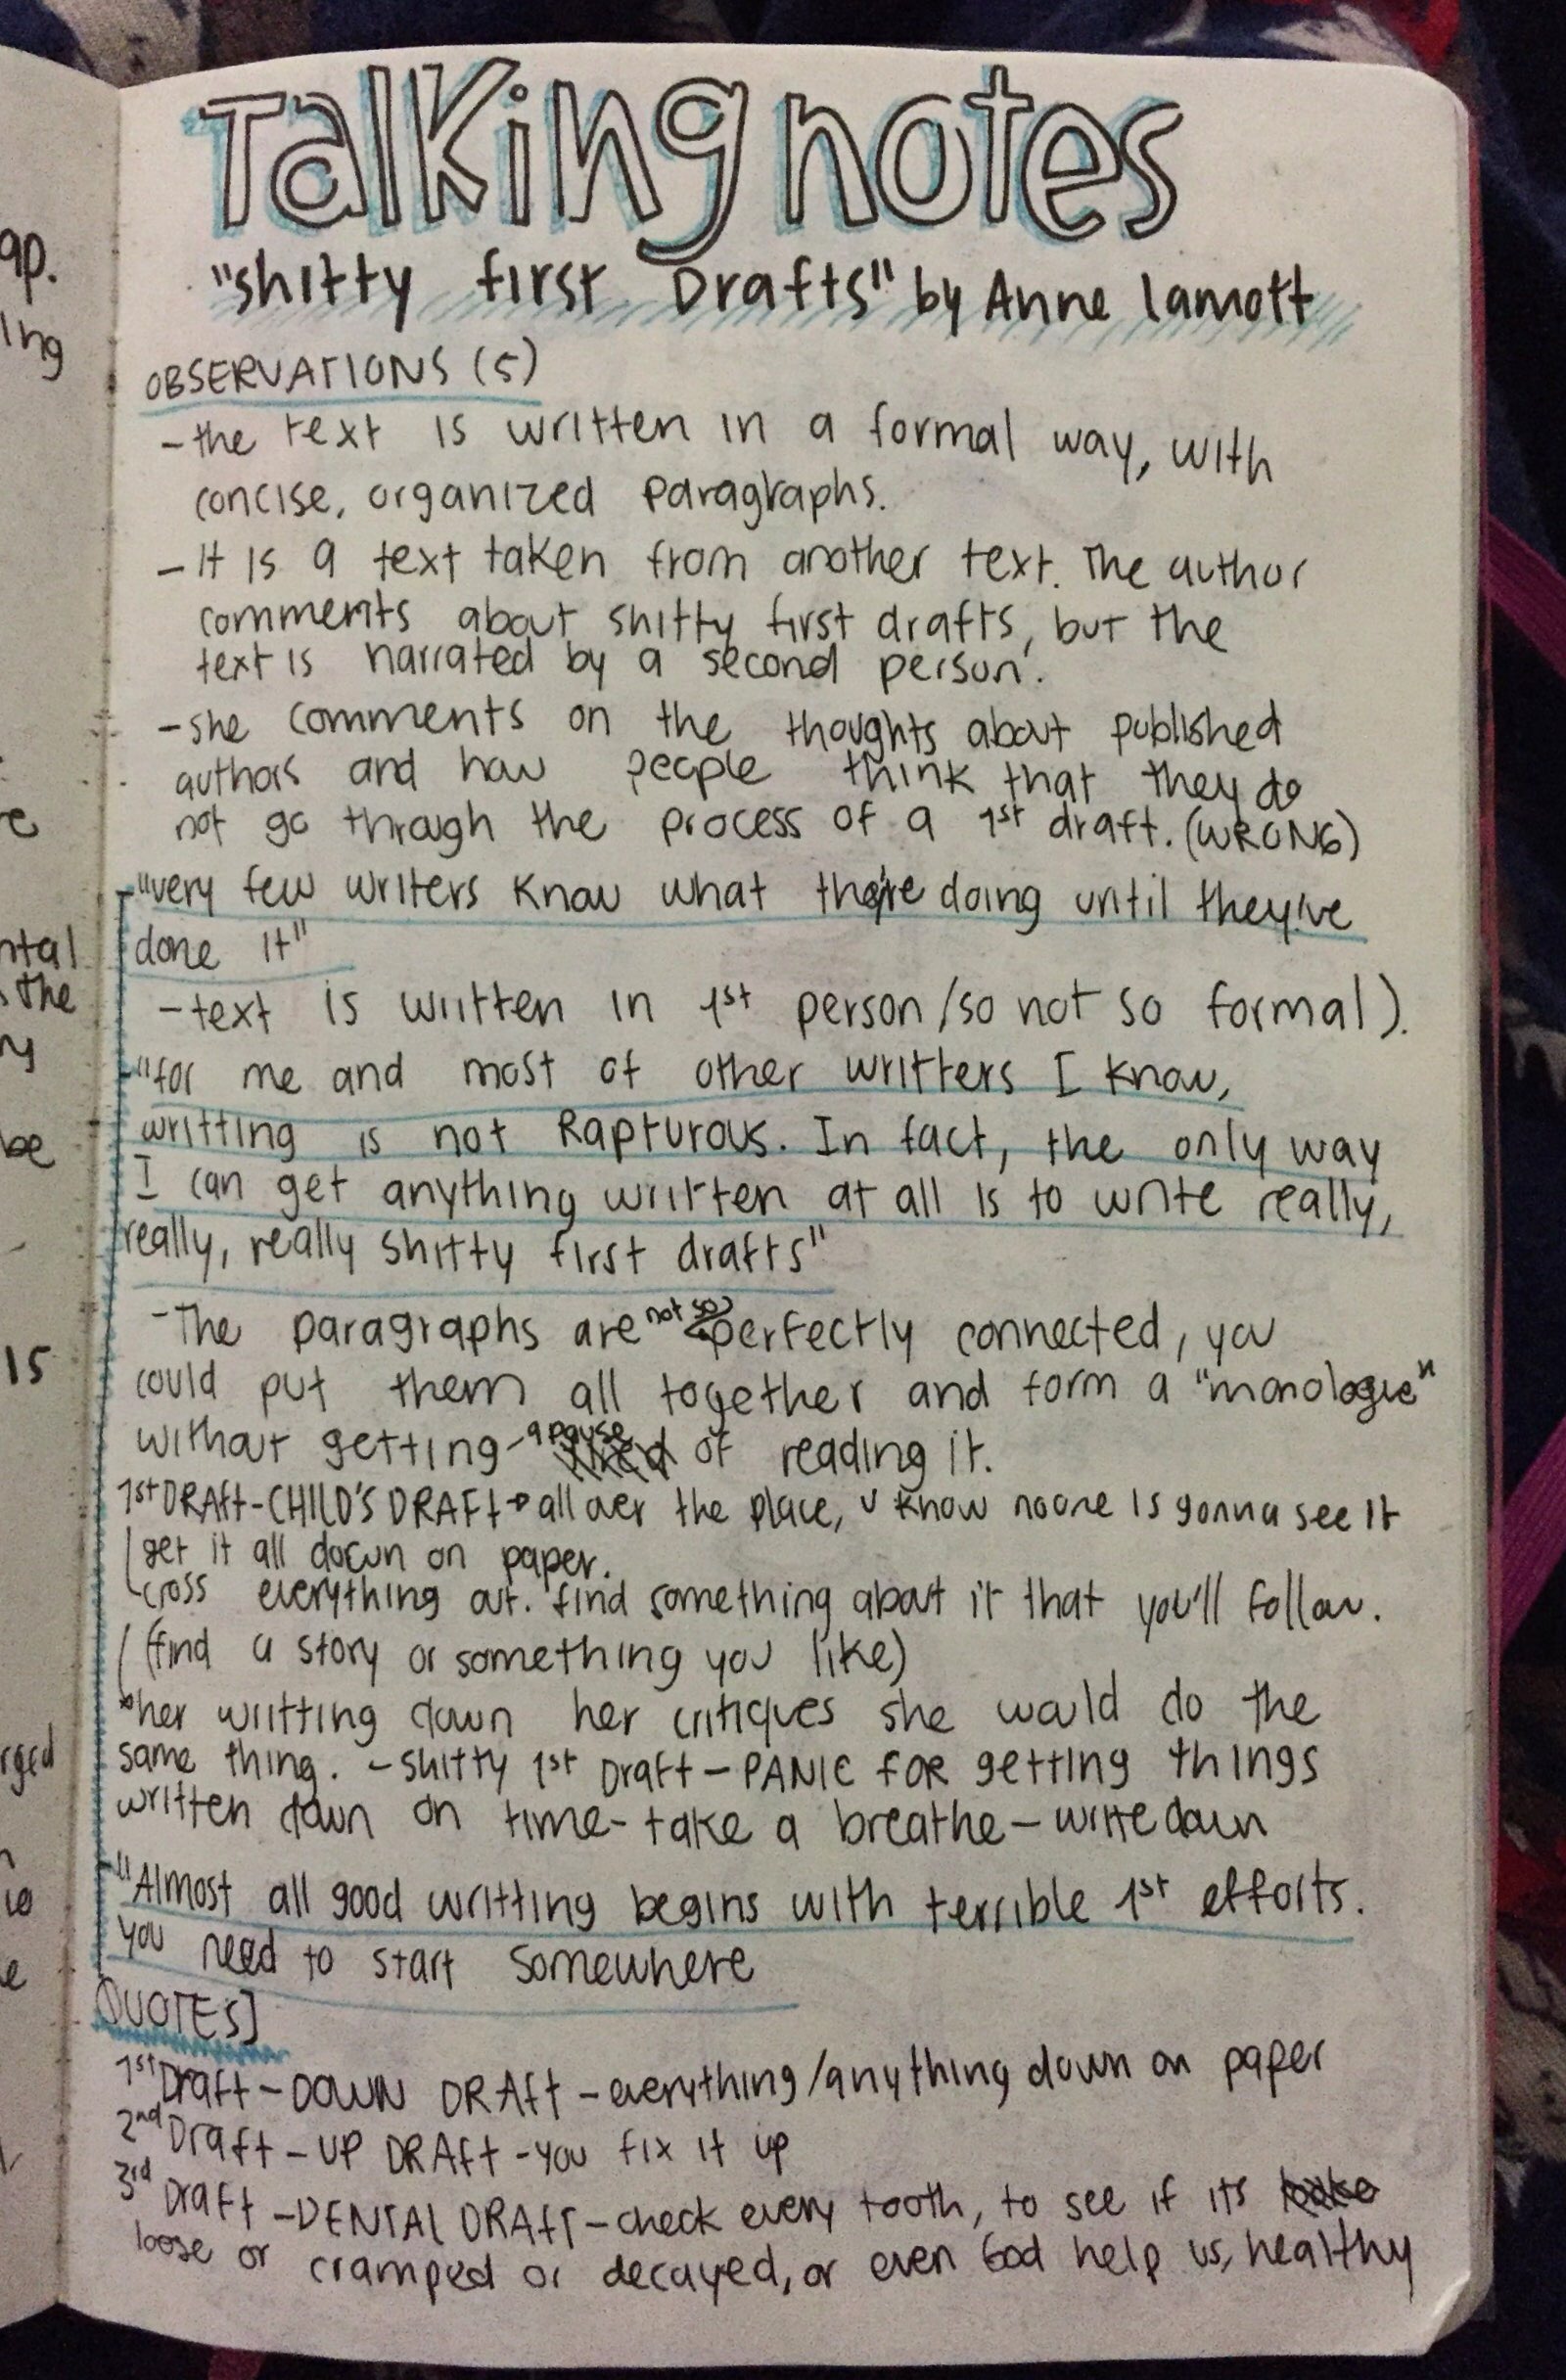 Talking notes
"shitty first Drafts" by Anne lamott
OBSERVATIONS (5)
- the text is written in a formal way, with
concise, organized paragraphs.
- It is a text taken from another text. The author
comments about shitty first drafts, but the
text is narrated by a second person.
- she comments on the thoughts about published
authors and how people think that they do
not go through the process of a 1st draft. (WRONG)
"very few writers know what they're doing until they've
done it"
- text is written in 1st person/so not so formal).
"for me and most of other writters I know,
writting is not Rapturous. In fact, the only way
I can get anything written at all is to write really,
really, really shitty first drafts"
- The paragraphs are not so perfectly connected, you
could put them all together and form a "monologue"
without getting a pause of reading it.
1st DRAft - CHILD'S DRAFt → all over the place, u know noone is gonna see it
get it all down on paper.
cross everything out. find something about it that you'll follow.
(find a story or something you like)
her writting down her critiques she would do the
same thing. - shitty 1st Draft - PANIC FOR getting things
written down on time - take a breathe - write down
"Almost all good writting begins with terrible 1st efforts.
you need to start somewhere
QUOTES]
1st Draft - DOWN DRAft - everything/anything down on paper
2nd Draft - UP DRAft - you fix it up
3rd Draft - DENTAL DRAft - check every tooth, to see if its
loose or cramped or decayed, or even God help us, healthy
ap.
ing
ntal
the
be
is